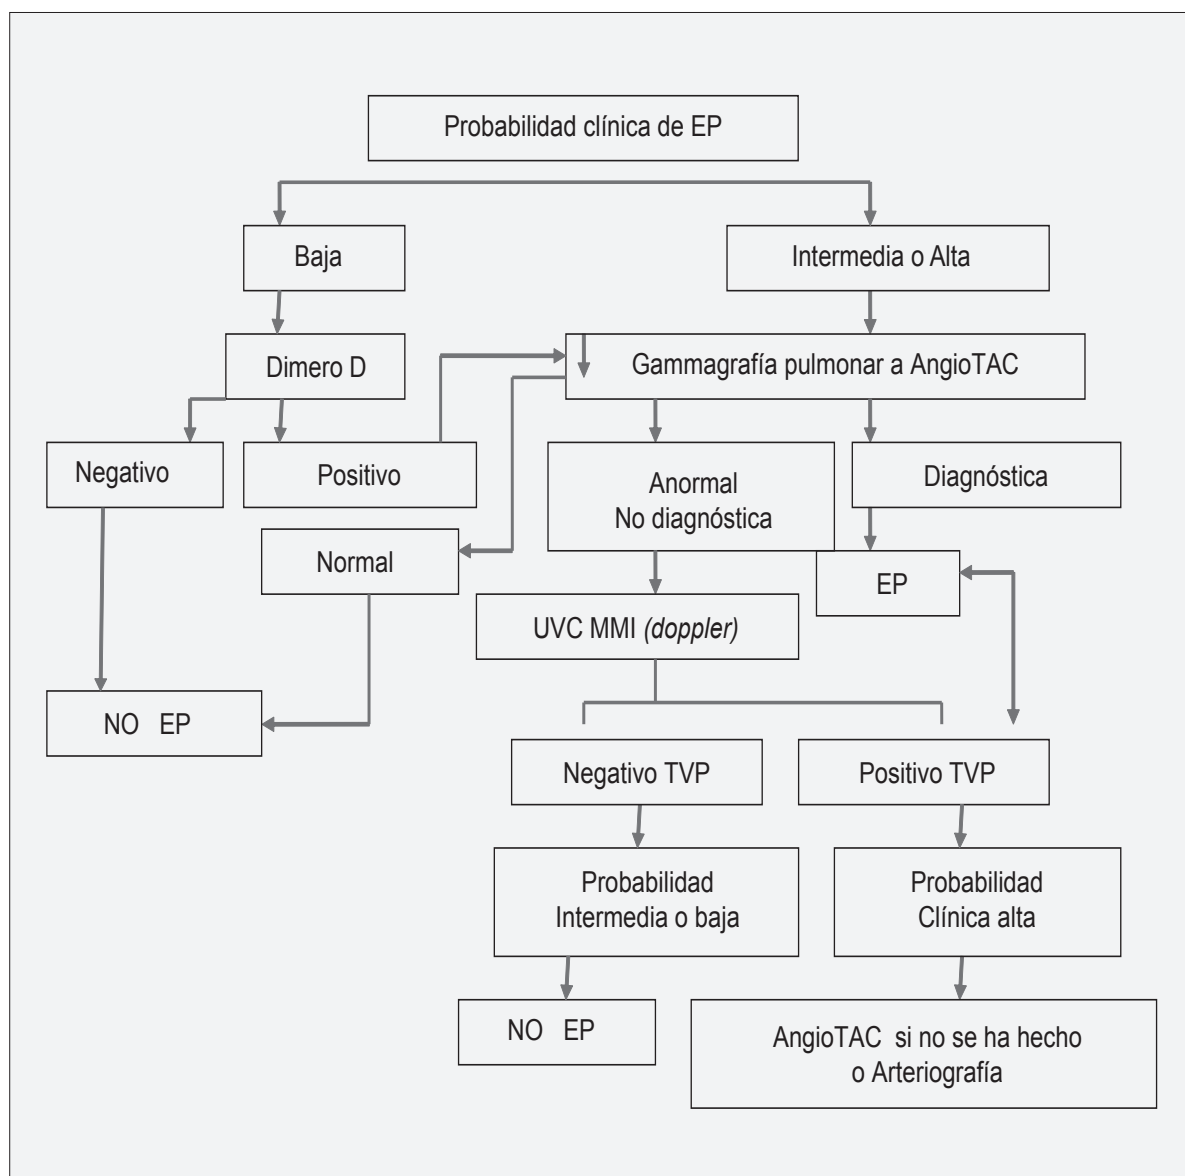 Probabilidad clínica de EP
Baja
Intermedia o Alta
Dimero D
Gammagrafía pulmonar a AngioTAC
Negativo
Positivo
Anormal
No diagnóstica
Diagnóstica
Normal
EP
UVC MMI (doppler)
NO EP
Negativo TVP
Positivo TVP
Probabilidad
Intermedia o baja
Probabilidad
Clínica alta
NO EP
AngioTAC si no se ha hecho
o Arteriografía